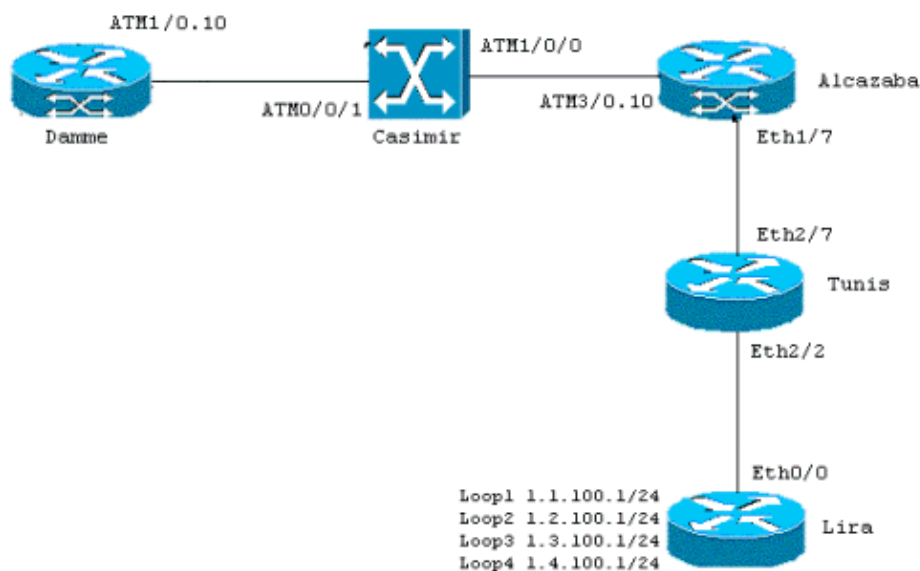 ATM1/0.10
ATM1/0/0
Alcazaba
ATM0/0/1
ATM3/0.10
Damme
Casimir
Eth1/7
Eth2/7
Tunis
Eth2/2
Eth0/0
Loop1 1.1.100.1/24
Loop2 1.2.100.1/24
Loop3 1.3.100.1/24
Loop4 1.4.100.1/24
Lira